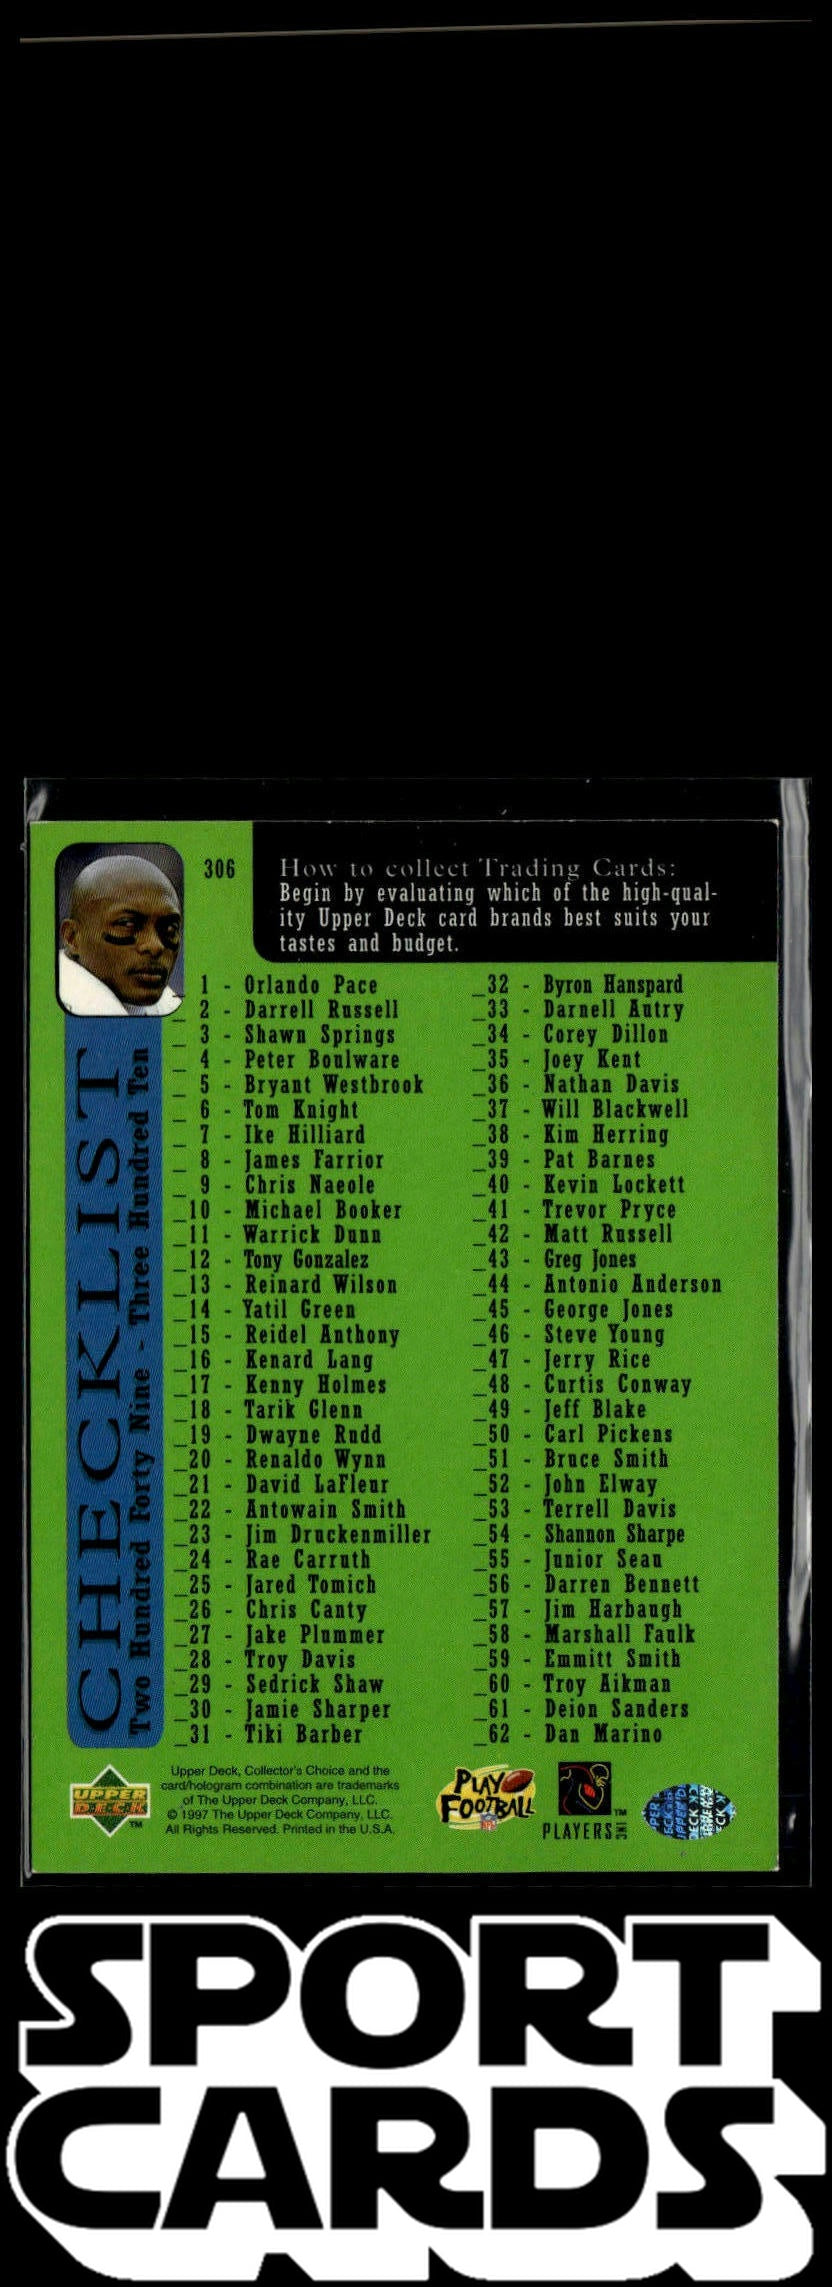 306
How to collect Trading Cards:
Begin by evaluating which of the high-qual-
ity Upper Deck card brands best suits your
tastes and budget.
CHECKLIST
Two Hundred Forty Nine - Three Hundred Ten
_ 1 - Orlando Pace
_ 2 - Darrell Russell
_ 3 - Shawn Springs
_ 4 - Peter Boulware
_ 5 - Bryant Westbrook
_ 6 - Tom Knight
_ 7 - Ike Hilliard
_ 8 - James Farrior
_ 9 - Chris Naeole
_10 - Michael Booker
_11 - Warrick Dunn
_12 - Tony Gonzalez
_13 - Reinard Wilson
_14 - Yatil Green
_15 - Reidel Anthony
_16 - Kenard Lang
_17 - Kenny Holmes
_18 - Tarik Glenn
_19 - Dwayne Rudd
_20 - Renaldo Wynn
_21 - David LaFleur
_22 - Antowain Smith
_23 - Jim Druckenmiller
_24 - Rae Carruth
_25 - Jared Tomich
_26 - Chris Canty
_27 - Jake Plummer
_28 - Troy Davis
_29 - Sedrick Shaw
_30 - Jamie Sharper
_31 - Tiki Barber
_32 - Byron Hanspard
_33 - Darnell Autry
_34 - Corey Dillon
_35 - Joey Kent
_36 - Nathan Davis
_37 - Will Blackwell
_38 - Kim Herring
_39 - Pat Barnes
_40 - Kevin Lockett
_41 - Trevor Pryce
_42 - Matt Russell
_43 - Greg Jones
_44 - Antonio Anderson
_45 - George Jones
_46 - Steve Young
_47 - Jerry Rice
_48 - Curtis Conway
_49 - Jeff Blake
_50 - Carl Pickens
_51 - Bruce Smith
_52 - John Elway
_53 - Terrell Davis
_54 - Shannon Sharpe
_55 - Junior Seau
_56 - Darren Bennett
_57 - Jim Harbaugh
_58 - Marshall Faulk
_59 - Emmitt Smith
_60 - Troy Aikman
_61 - Deion Sanders
_62 - Dan Marino
UPPER
DECK
TM
Upper Deck, Collector's Choice and the
card/hologram combination are trademarks
of The Upper Deck Company, LLC.
© 1997 The Upper Deck Company, LLC.
All Rights Reserved. Printed in the U.S.A.
PLAY
FOOTBALL
NFL
TM
PLAYERS INC
SPORT
CARDS